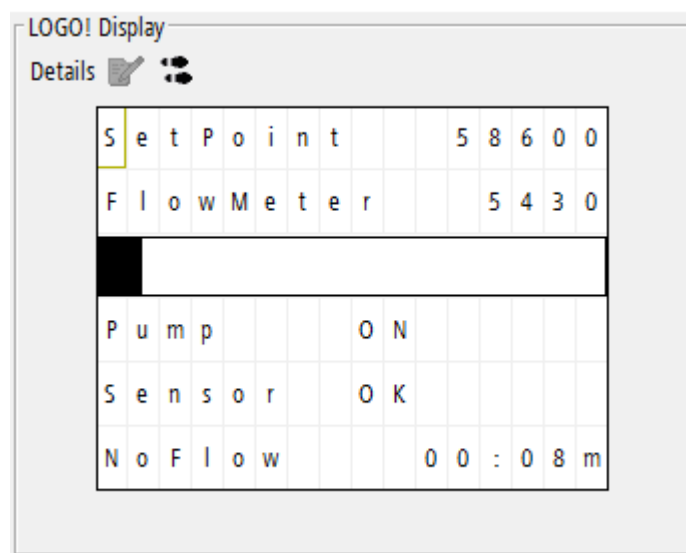 LOGO! Display
Details
SetPoint 58600
FlowMeter 5430
Pump ON
Sensor OK
NoFlow 00:08m